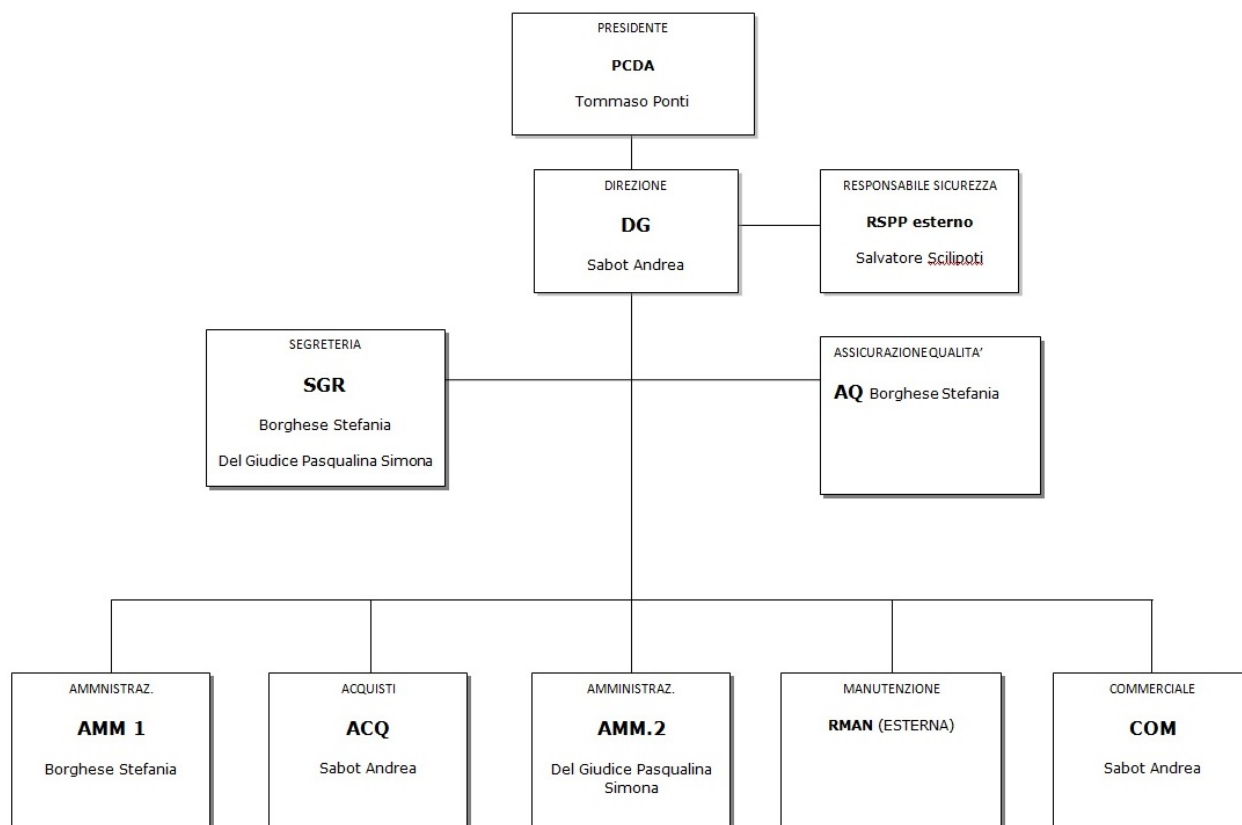 PRESIDENTE
PCDA
Tommaso Ponti
DIREZIONE
DG
Sabot Andrea
RESPONSABILE SICUREZZA
RSPP esterno
Salvatore Scilipoti
SEGRETERIA
SGR
Borghese Stefania
Del Giudice Pasqualina Simona
ASSICURAZIONE QUALITA’
AQ Borghese Stefania
AMMNISTRAZ.
AMM 1
Borghese Stefania
ACQUISTI
ACQ
Sabot Andrea
AMMINISTRAZ.
AMM.2
Del Giudice Pasqualina
Simona
MANUTENZIONE
RMAN (ESTERNA)
COMMERCIALE
COM
Sabot Andrea